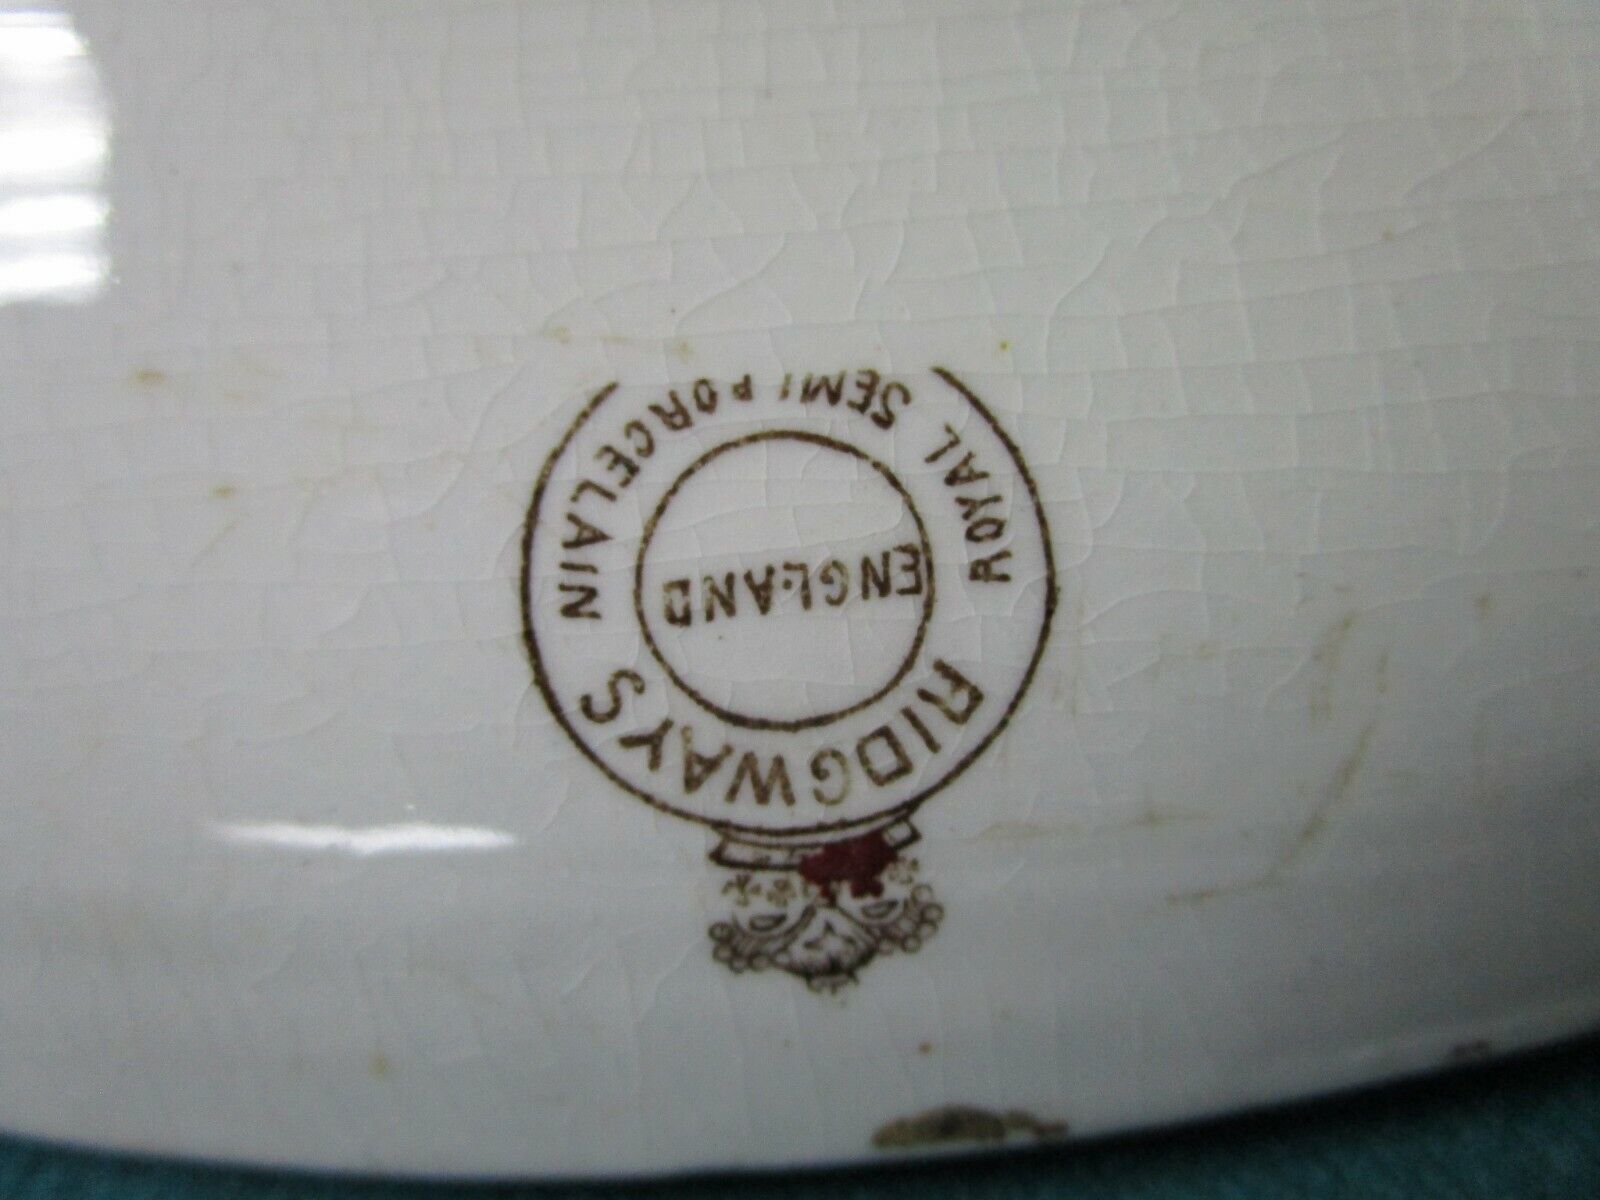 RIDGWAYS
ENGLAND
ROYAL SEMI PORCELAIN